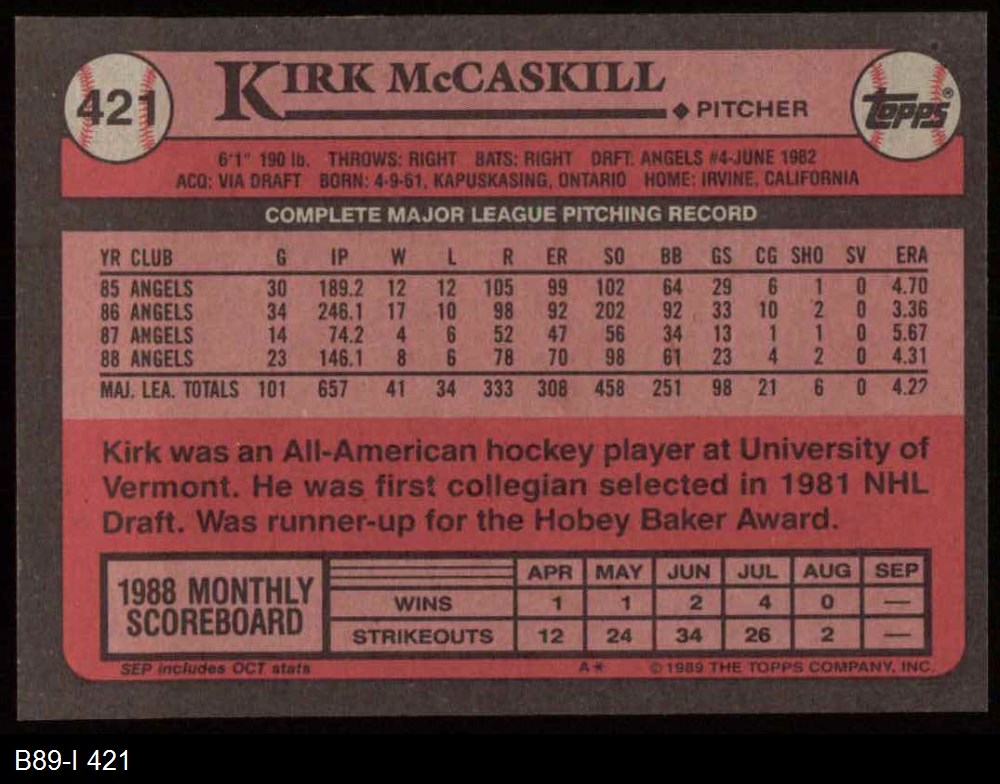 421
KIRK McCASKILL
◆ PITCHER
Topps®
6'1" 190 lb. THROWS: RIGHT BATS: RIGHT DRFT: ANGELS #4-JUNE 1982
ACQ: VIA DRAFT BORN: 4-9-61, KAPUSKASING, ONTARIO HOME: IRVINE, CALIFORNIA
COMPLETE MAJOR LEAGUE PITCHING RECORD
YR CLUB G IP W L R ER SO BB GS CG SHO SV ERA
85 ANGELS 30 189.2 12 12 105 99 102 64 29 6 1 0 4.70
86 ANGELS 34 246.1 17 10 98 92 202 92 33 10 2 0 3.36
87 ANGELS 14 74.2 4 6 52 47 56 34 13 1 1 0 5.67
88 ANGELS 23 146.1 8 6 78 70 98 61 23 4 2 0 4.31
MAJ. LEA. TOTALS 101 657 41 34 333 308 458 251 98 21 6 0 4.22
Kirk was an All-American hockey player at University of
Vermont. He was first collegian selected in 1981 NHL
Draft. Was runner-up for the Hobey Baker Award.
1988 MONTHLY
SCOREBOARD
APR MAY JUN JUL AUG SEP
WINS 1 1 2 4 0 —
STRIKEOUTS 12 24 34 26 2 —
SEP includes OCT stats A* © 1989 THE TOPPS COMPANY, INC.
B89-I 421